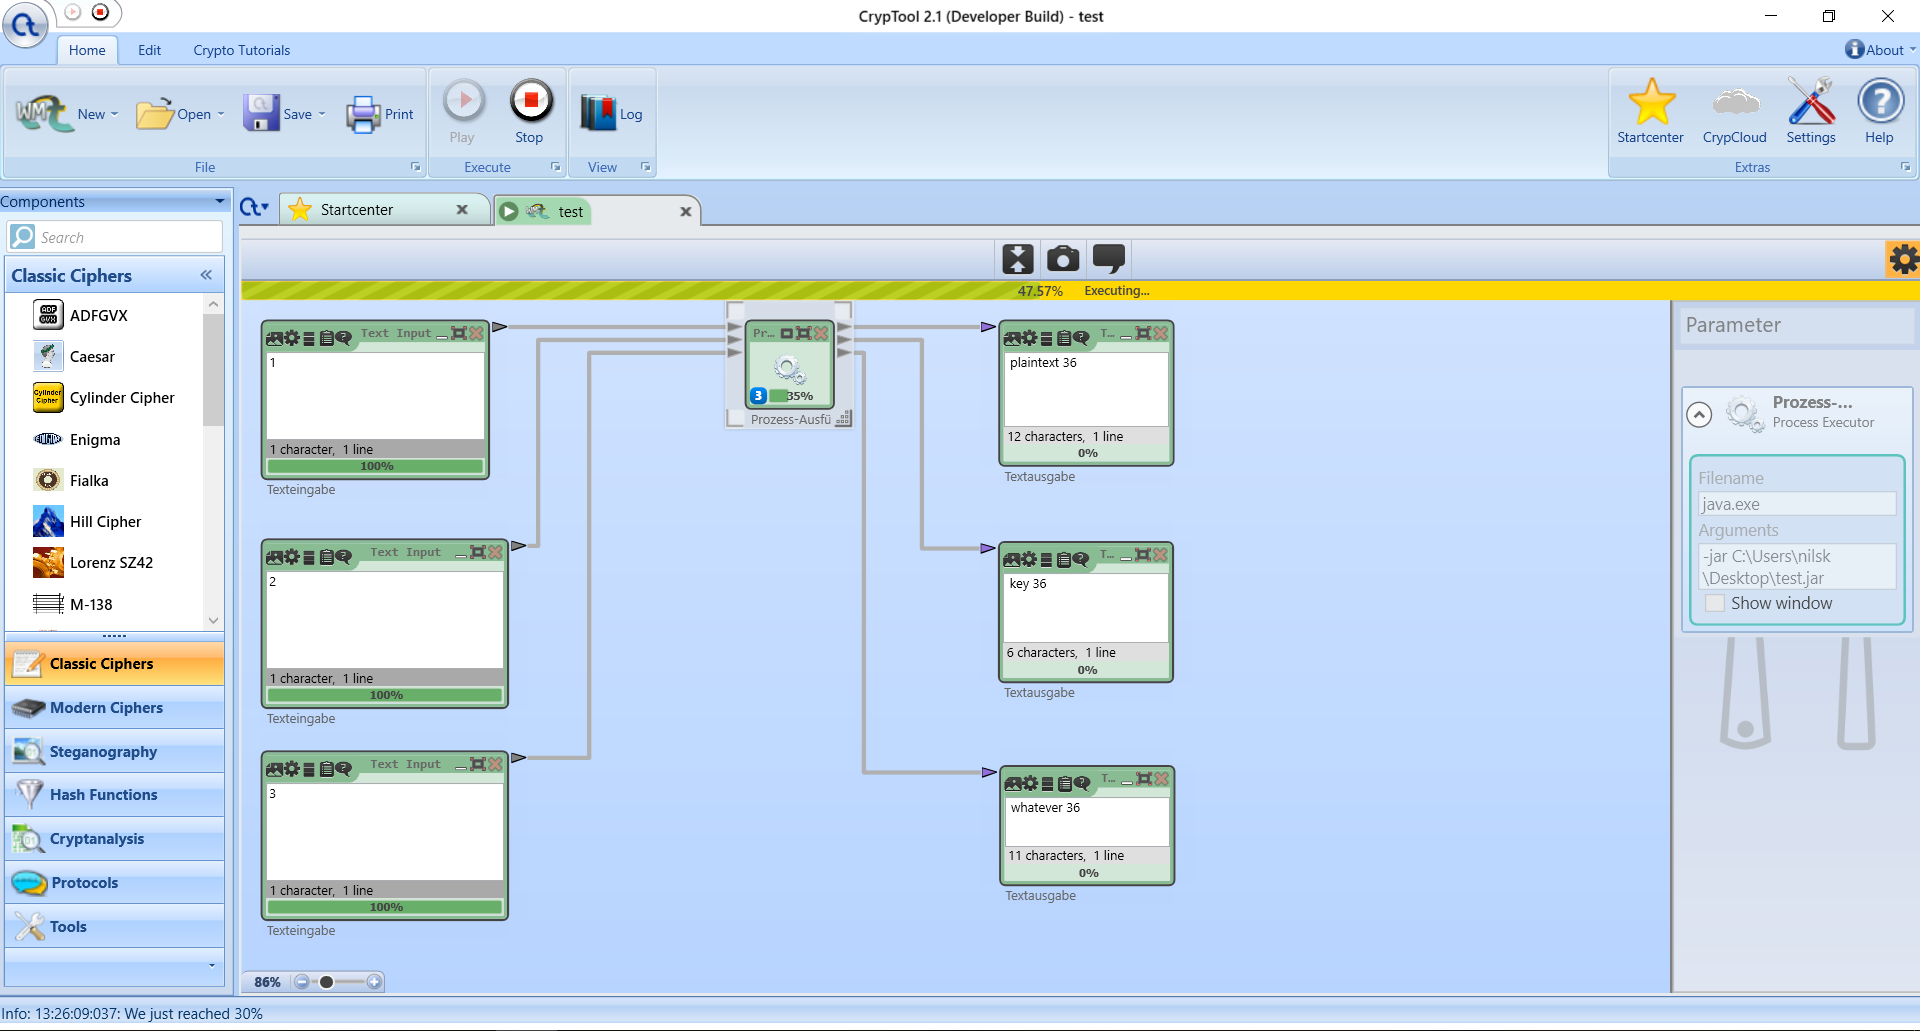 CrypTool 2.1 (Developer Build) - test
Home
Edit
Crypto Tutorials
About
New
Open
Save
Print
Play
Stop
Log
Startcenter
CrypCloud
Settings
Help
File
Execute
View
Extras
Components
Startcenter
test
Search
Classic Ciphers
47.57%
Executing...
ADFGVX
Caesar
Cylinder Cipher
Enigma
Fialka
Hill Cipher
Lorenz SZ42
M-138
Classic Ciphers
Modern Ciphers
Steganography
Hash Functions
Cryptanalysis
Protocols
Tools
Text Input
1
1 character, 1 line
100%
Texteingabe
Text Input
2
1 character, 1 line
100%
Texteingabe
Text Input
3
1 character, 1 line
100%
Texteingabe
Pr...
3
35%
Prozess-Ausfü
T...
plaintext 36
12 characters, 1 line
0%
Textausgabe
T...
key 36
6 characters, 1 line
0%
Textausgabe
T...
whatever 36
11 characters, 1 line
0%
Textausgabe
Parameter
Prozess-...
Process Executor
Filename
java.exe
Arguments
-jar C:\Users\nilsk
\Desktop\test.jar
Show window
86%
Info: 13:26:09:037: We just reached 30%